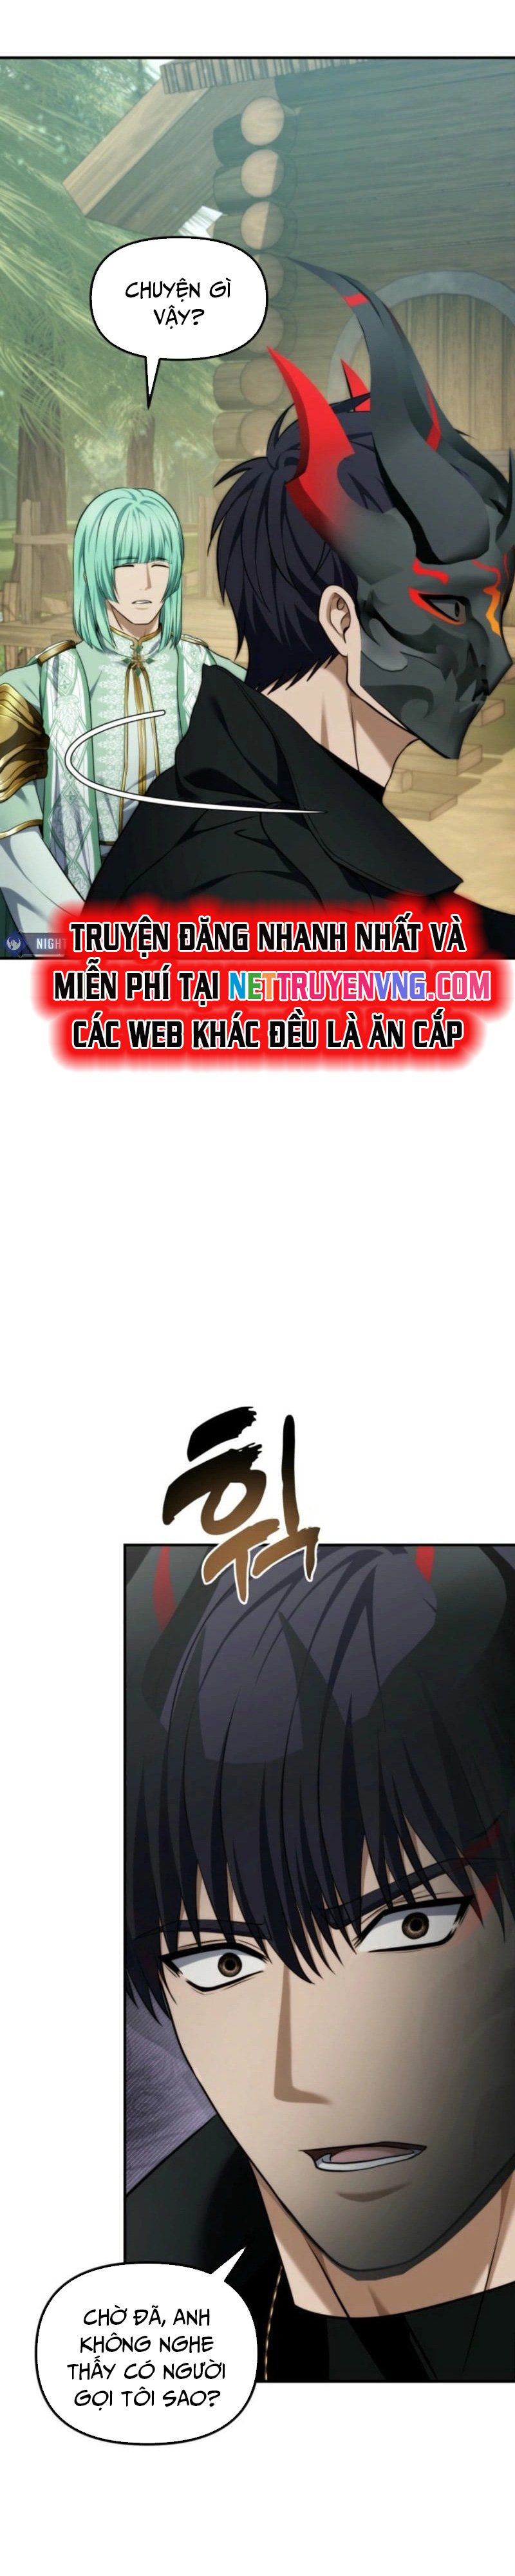 CHUYỆN GÌ
VẬY?
NIGHT
TRUYỆN ĐĂNG NHANH NHẤT VÀ
MIỄN PHÍ TẠI NETTRUYENVNG.COM
CÁC WEB KHÁC ĐỀU LÀ ĂN CẮP
휙
CHỜ ĐÃ, ANH
KHÔNG NGHE
THẤY CÓ NGƯỜI
GỌI TÔI SAO?